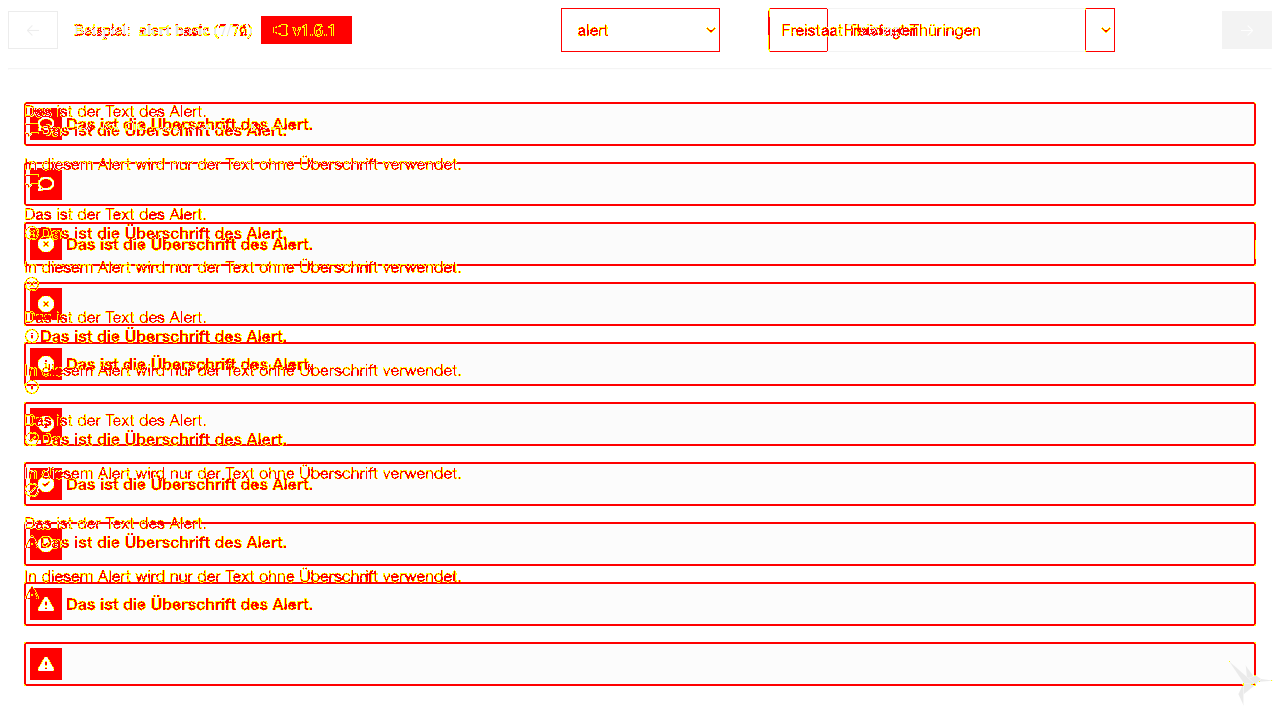 Beispiel: alert basic v1.6.1 alert
Das ist der Text des Alert.
Das ist die Überschrift des Alert.
Das ist die Überschrift des Alert.
In diesem Alert wird nur der Text ohne Überschrift verwendet.
Das ist der Text des Alert.
Das ist die Überschrift des Alert.
Das ist die Überschrift des Alert.
In diesem Alert wird nur der Text ohne Überschrift verwendet.
Das ist der Text des Alert.
Das ist die Überschrift des Alert.
Das ist die Überschrift des Alert.
In diesem Alert wird nur der Text ohne Überschrift verwendet.
Das ist der Text des Alert.
Das ist die Überschrift des Alert.
In diesem Alert wird nur der Text ohne Überschrift verwendet.
Das ist die Überschrift des Alert.
Das ist der Text des Alert.
Das ist die Überschrift des Alert.
In diesem Alert wird nur der Text ohne Überschrift verwendet.
Das ist die Überschrift des Alert.